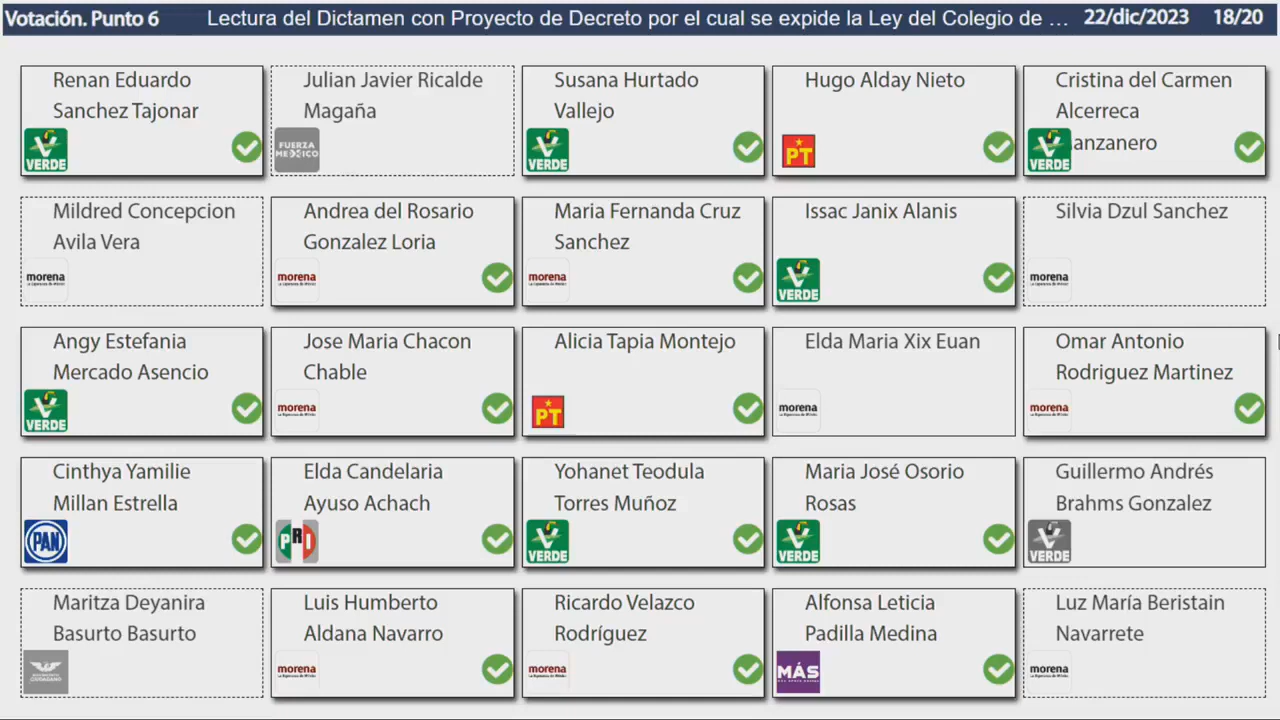 Votación. Punto 6 Lectura del Dictamen con Proyecto de Decreto por el cual se expide la Ley del Colegio de ... 22/dic/2023 18/20
Renan Eduardo
Sanchez Tajonar
VERDE
Julian Javier Ricalde
Magaña
FUERZA
MEXICO
Susana Hurtado
Vallejo
VERDE
Hugo Alday Nieto
PT
Cristina del Carmen
Alcerreca
anzanero
VERDE
Mildred Concepcion
Avila Vera
morena
Andrea del Rosario
Gonzalez Loria
morena
Maria Fernanda Cruz
Sanchez
morena
Issac Janix Alanis
VERDE
Silvia Dzul Sanchez
morena
Angy Estefania
Mercado Asencio
VERDE
Jose Maria Chacon
Chable
morena
Alicia Tapia Montejo
PT
Elda Maria Xix Euan
morena
Omar Antonio
Rodriguez Martinez
morena
Cinthya Yamilie
Millan Estrella
PAN
Elda Candelaria
Ayuso Achach
PRI
Yohanet Teodula
Torres Muñoz
VERDE
Maria José Osorio
Rosas
VERDE
Guillermo Andrés
Brahms Gonzalez
VERDE
Maritza Deyanira
Basurto Basurto
Luis Humberto
Aldana Navarro
morena
Ricardo Velazco
Rodríguez
morena
Alfonsa Leticia
Padilla Medina
MÁS
Luz María Beristain
Navarrete
morena